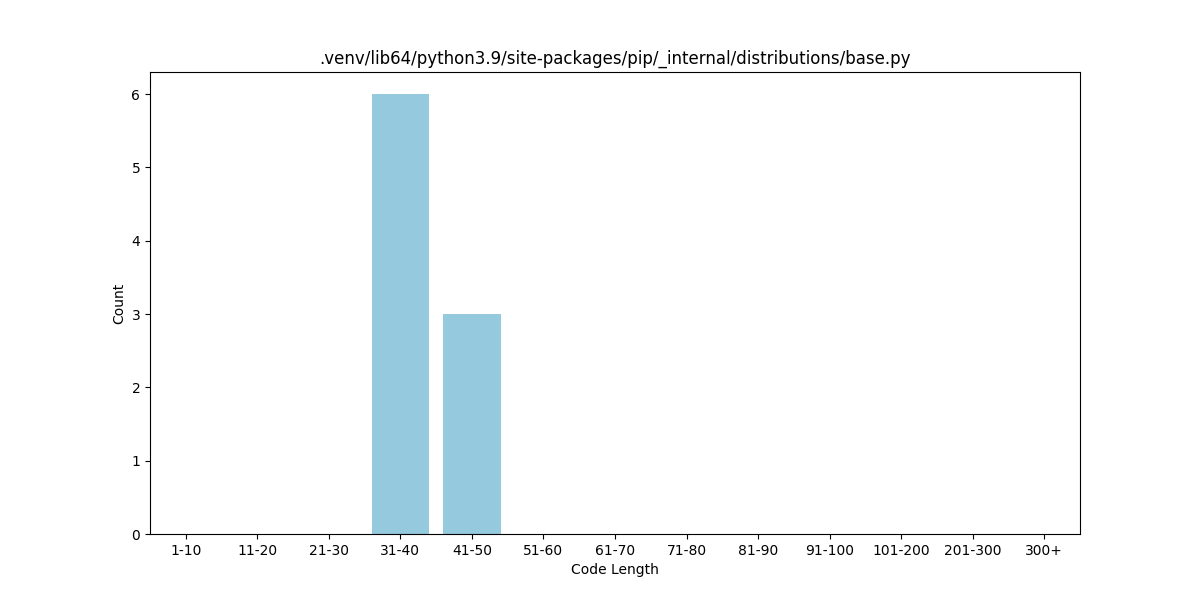 .venv/lib64/python3.9/site-packages/pip/_internal/distributions/base.py
6
5
4
3
2
1
0
Count
1-10 11-20 21-30 31-40 41-50 51-60 61-70 71-80 81-90 91-100 101-200 201-300 300+
Code Length